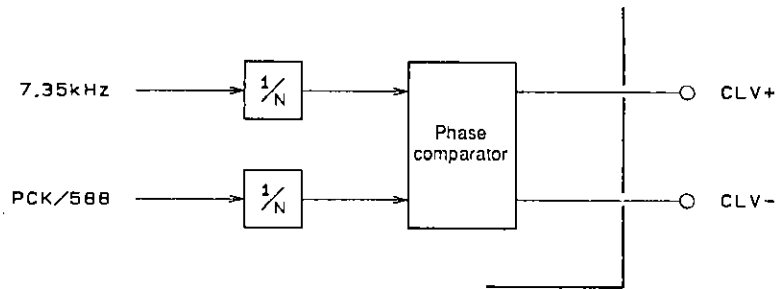 7.35kHz
1/N
Phase
comparator
CLV+
PCK/588
1/N
CLV-